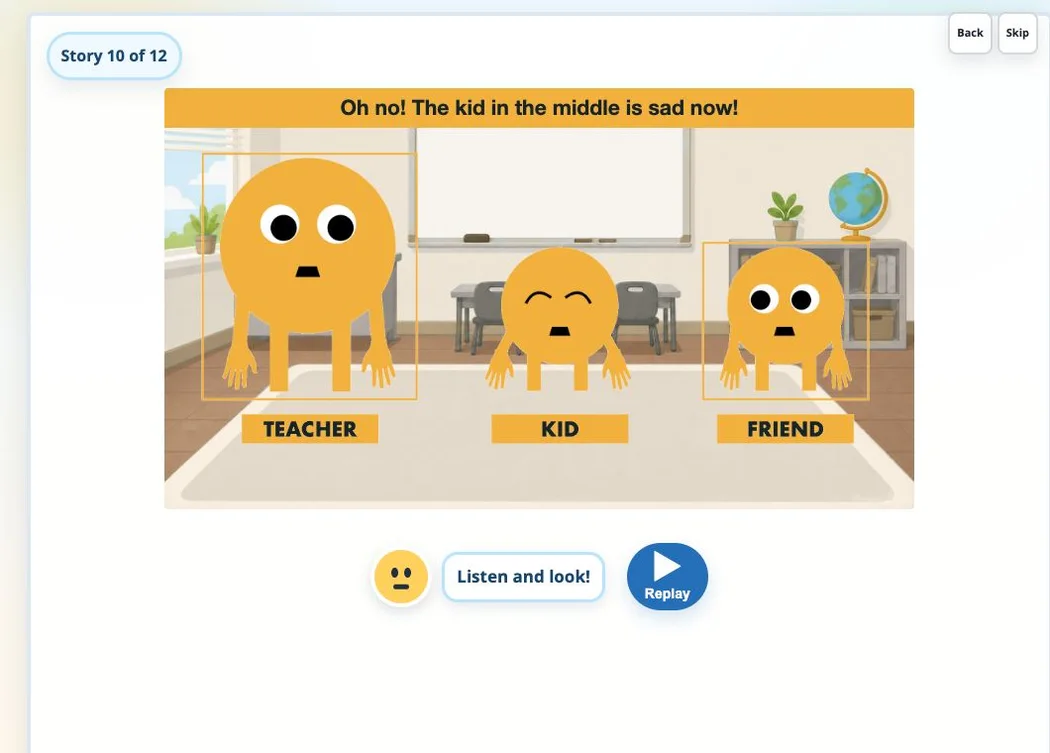 Back
Skip
Story 10 of 12
Oh no! The kid in the middle is sad now!
TEACHER
KID
FRIEND
Listen and look!
Replay